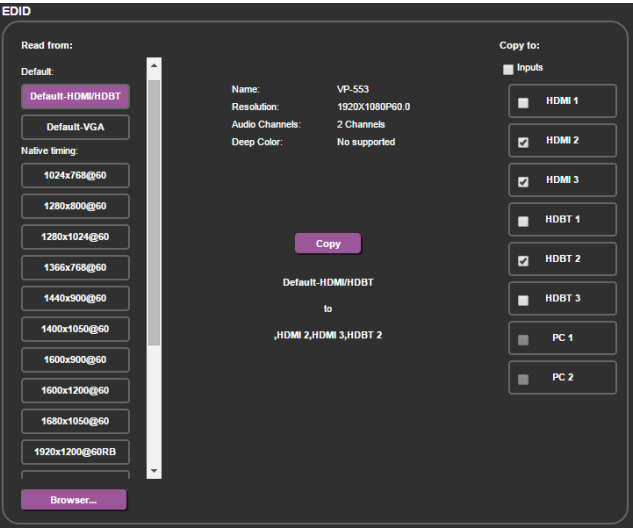 EDID
Read from:
Default:
Default-HDMI/HDBT
Default-VGA
Native timing:
1024x768@60
1280x800@60
1280x1024@60
1366x768@60
1440x900@60
1400x1050@60
1600x900@60
1600x1200@60
1680x1050@60
1920x1200@60RB
Browser...
Name: VP-553
Resolution: 1920X1080P60.0
Audio Channels: 2 Channels
Deep Color: No supported
Copy
Default-HDMI/HDBT
to
,HDMI 2,HDMI 3,HDBT 2
Copy to:
Inputs
HDMI 1
HDMI 2
HDMI 3
HDBT 1
HDBT 2
HDBT 3
PC 1
PC 2